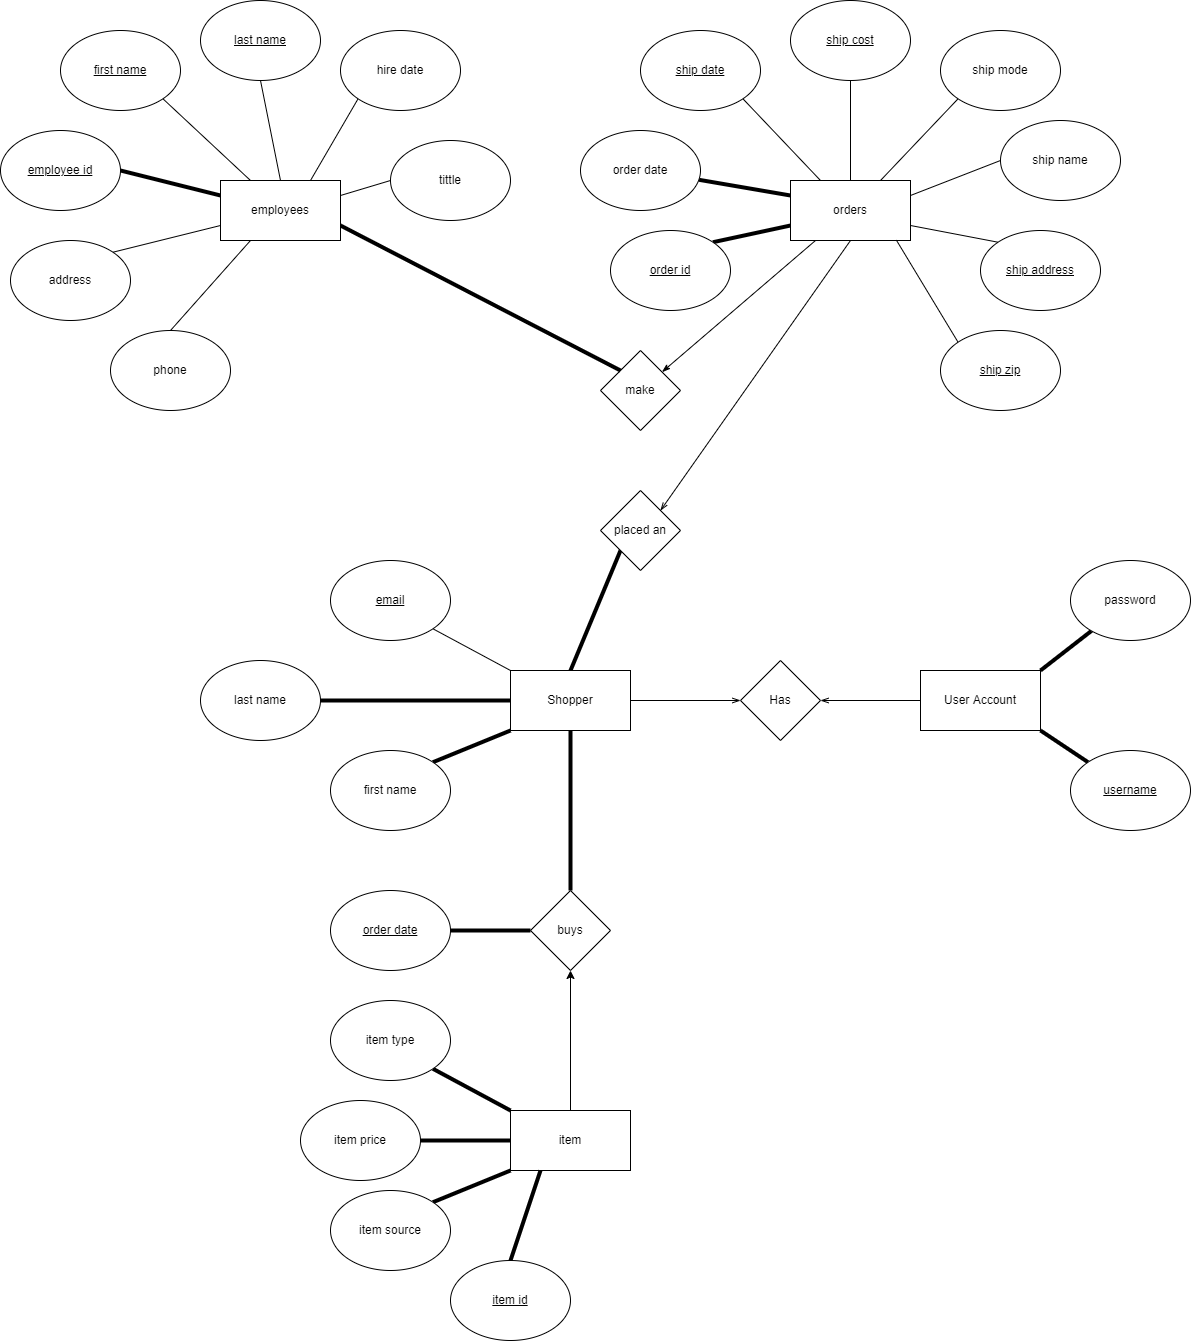 last name
first name
hire date
employee id
tittle
employees
address
phone
ship cost
ship date
ship mode
order date
ship name
orders
order id
ship address
ship zip
make
placed an
email
password
last name
Shopper
Has
User Account
first name
username
order date
buys
item type
item price
item
item source
item id